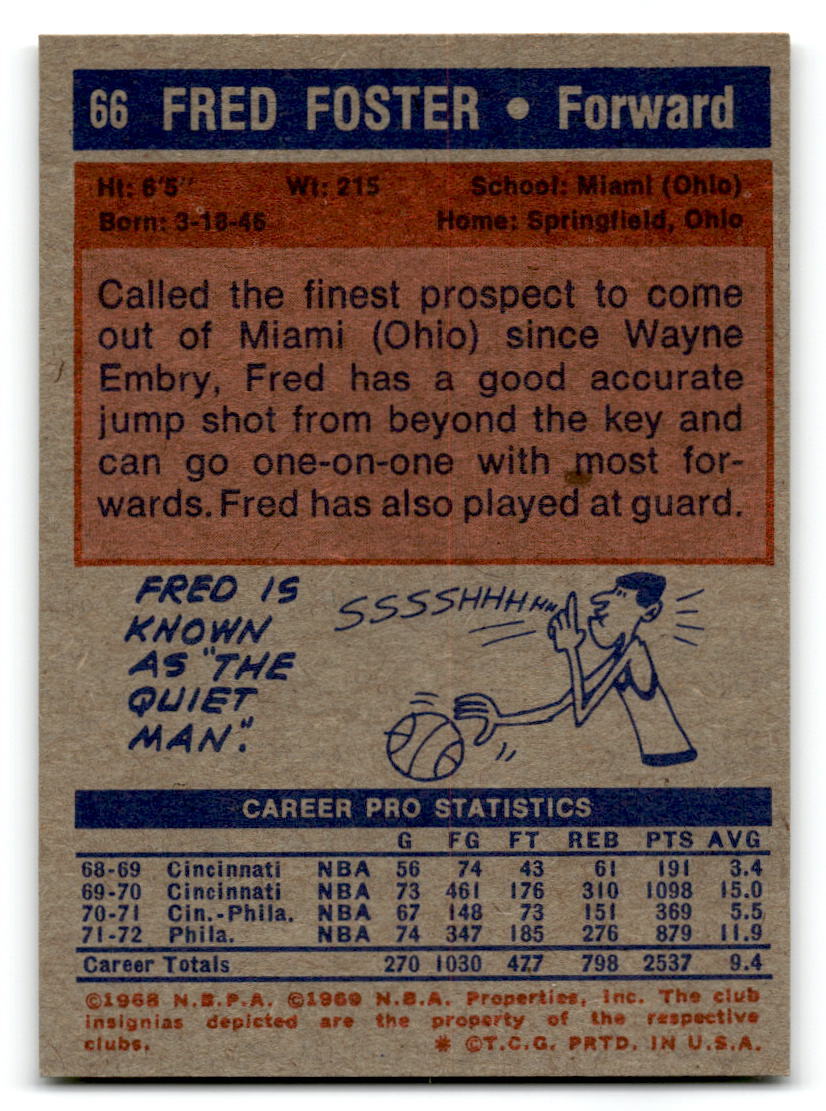 66 FRED FOSTER • Forward
Ht: 6'5" Wt: 215 School: Miami (Ohio)
Born: 3-18-46 Home: Springfield, Ohio
Called the finest prospect to come
out of Miami (Ohio) since Wayne
Embry, Fred has a good accurate
jump shot from beyond the key and
can go one-on-one with most for-
wards. Fred has also played at guard.
FRED IS
KNOWN
AS "THE
QUIET
MAN".
SSSSHHHHHH
CAREER PRO STATISTICS
G FG FT REB PTS AVG
68-69 Cincinnati NBA 56 74 43 61 191 3.4
69-70 Cincinnati NBA 73 461 176 310 1098 15.0
70-71 Cin.-Phila. NBA 67 148 73 151 369 5.5
71-72 Phila. NBA 74 347 185 276 879 11.9
Career Totals 270 1030 477 798 2537 9.4
©1968 N.B.P.A. ©1969 N.B.A. Properties, Inc. The club
insignias depicted are the property of the respective
clubs. * ©T.C.G. PRTD. IN U.S.A.